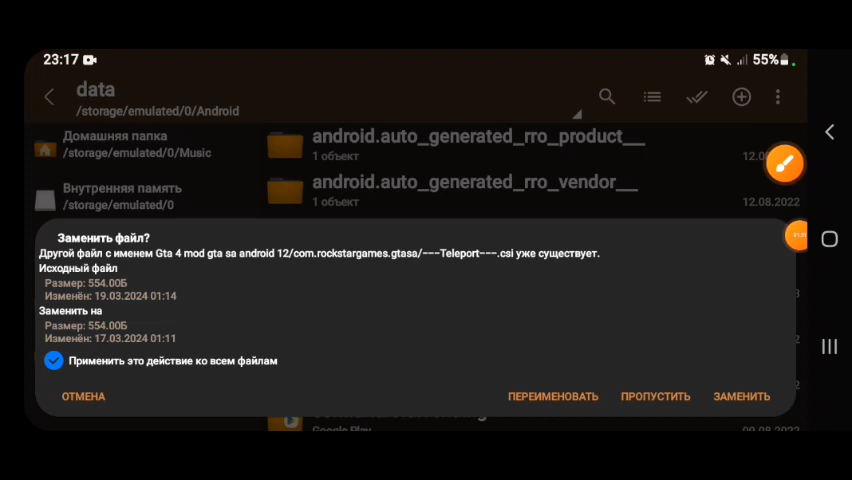 23:17
55%
data
/storage/emulated/0/Android
Домашняя папка
/storage/emulated/0/Music
Внутренняя память
/storage/emulated/0
android.auto_generated_rro_product__
1 объект
android.auto_generated_rro_vendor__
1 объект
12.08.2022
Заменить файл?
Другой файл с именем Gta 4 mod gta sa android 12/com.rockstargames.gtasa/---Teleport---.csi уже существует.
Исходный файл
Размер: 554.00Б
Изменён: 19.03.2024 01:14
Заменить на
Размер: 554.00Б
Изменён: 17.03.2024 01:11
Применить это действие ко всем файлам
ОТМЕНА
ПЕРЕИМЕНОВАТЬ
ПРОПУСТИТЬ
ЗАМЕНИТЬ
Google Play
09.08.2022